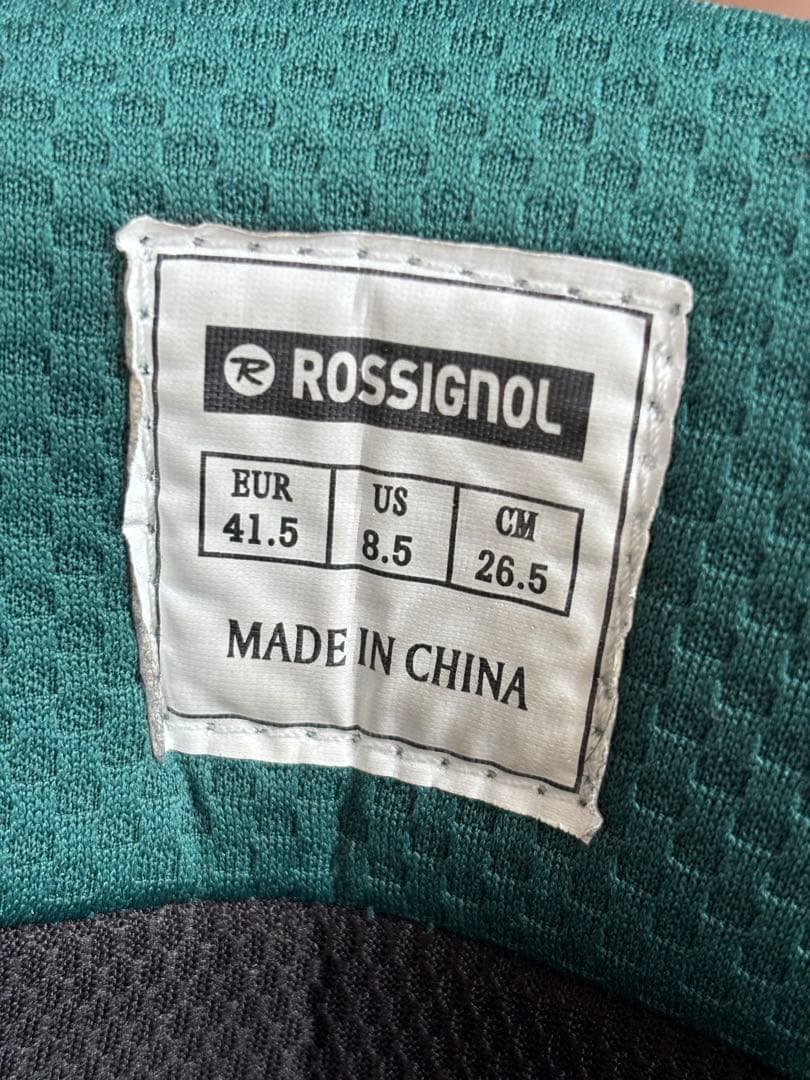 R ROSSIGNOL
EUR US CM
41.5 8.5 26.5
MADE IN CHINA